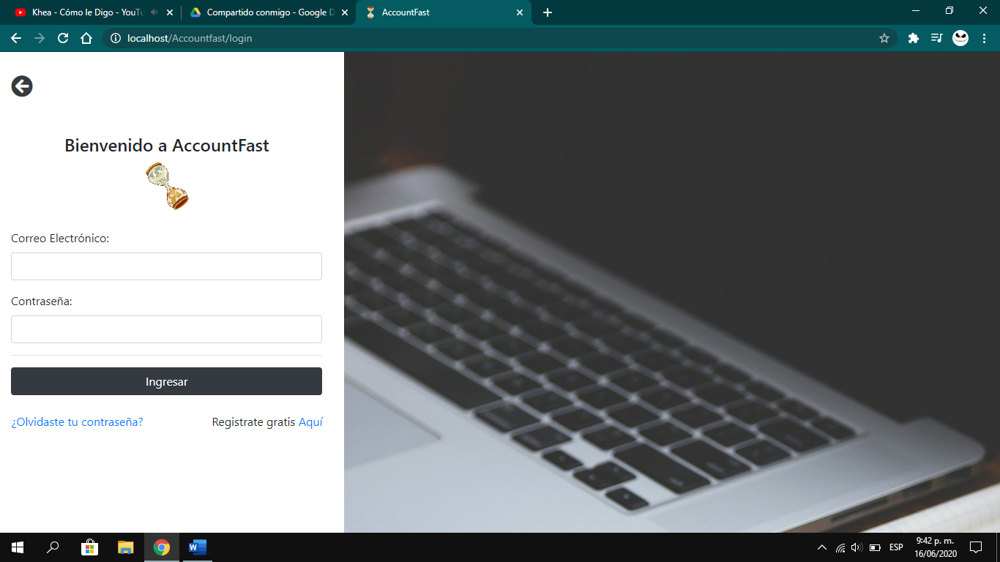 Khea - Cómo le Digo - YouTu
Compartido conmigo - Google D
AccountFast
localhost/Accountfast/login
Bienvenido a AccountFast
Correo Electrónico:
Contraseña:
Ingresar
¿Olvidaste tu contraseña?
Registrate gratis Aquí
ESP
9:42 p. m.
16/06/2020